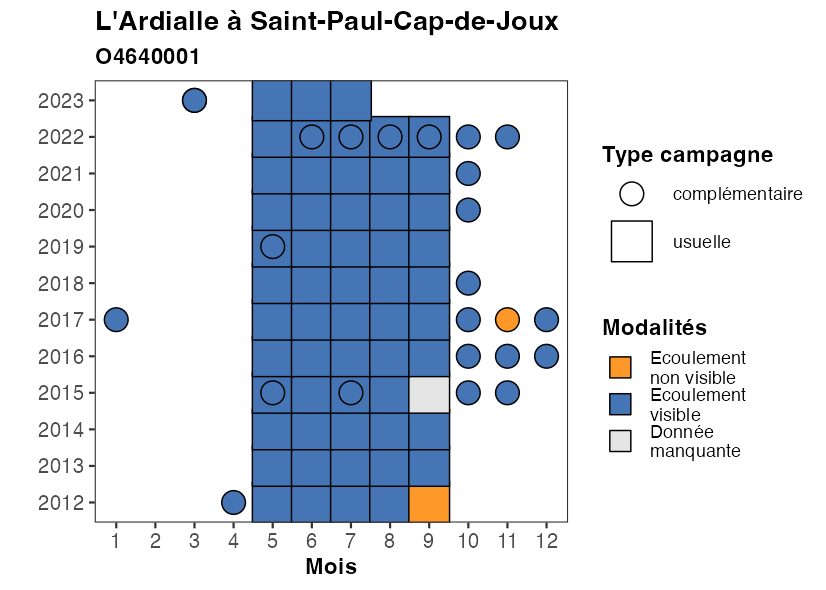 L'Ardialle à Saint-Paul-Cap-de-Joux
O4640001
2023
2022
2021
2020
2019
2018
2017
2016
2015
2014
2013
2012
1 2 3 4 5 6 7 8 9 10 11 12
Mois
Type campagne
complémentaire
usuelle
Modalités
Ecoulement
non visible
Ecoulement
visible
Donnée
manquante